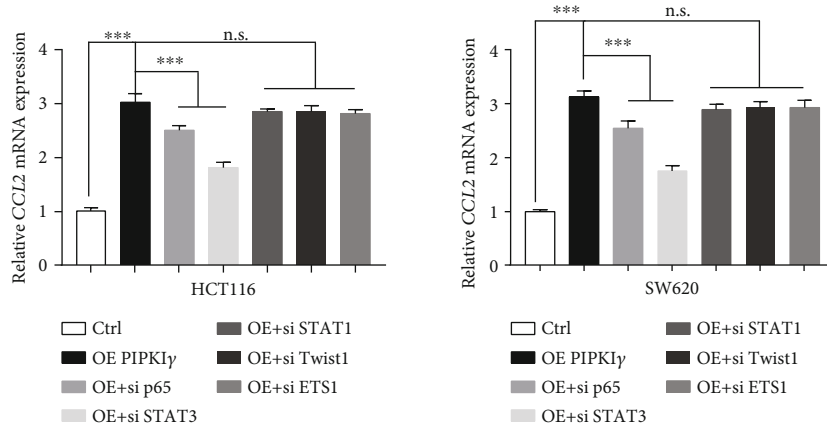 Relative CCL2 mRNA expression
4
3
2
1
0
***
***
n.s.
HCT116
Ctrl
OE PIPKIγ
OE+si p65
OE+si STAT3
OE+si STAT1
OE+si Twist1
OE+si ETS1
Relative CCL2 mRNA expression
4
3
2
1
0
***
***
n.s.
SW620
Ctrl
OE PIPKIγ
OE+si p65
OE+si STAT3
OE+si STAT1
OE+si Twist1
OE+si ETS1